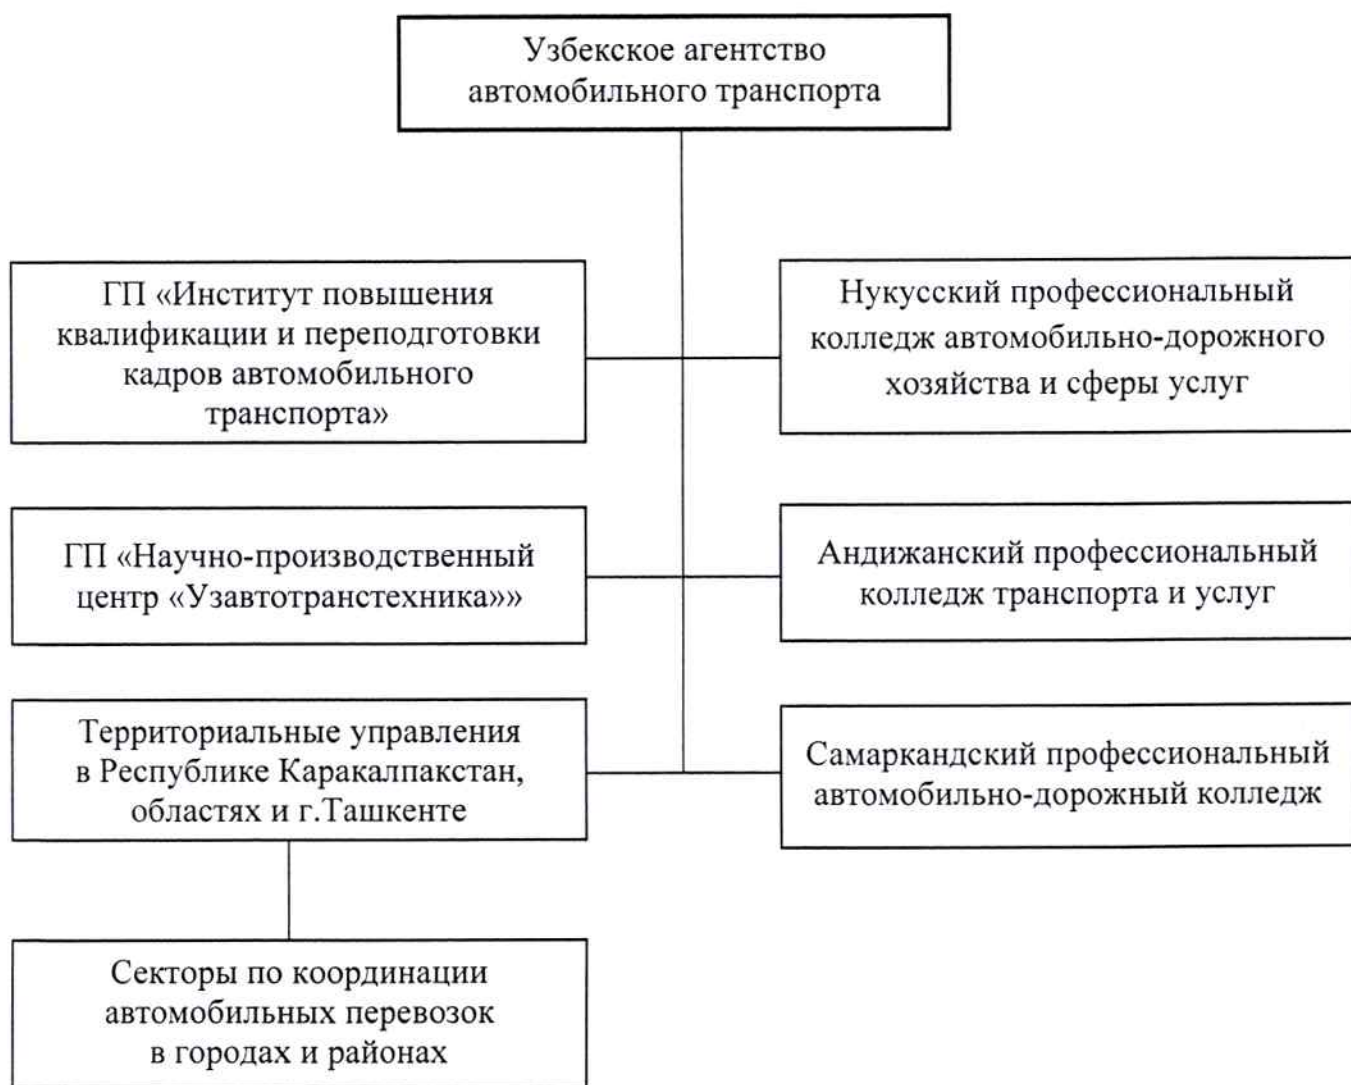 Узбекское агентство
автомобильного транспорта
ГП «Институт повышения
квалификации и переподготовки
кадров автомобильного
транспорта»
Нукусский профессиональный
колледж автомобильно-дорожного
хозяйства и сферы услуг
ГП «Научно-производственный
центр «Узавтотранстехника»»
Андижанский профессиональный
колледж транспорта и услуг
Территориальные управления
в Республике Каракалпакстан,
областях и г.Ташкенте
Самаркандский профессиональный
автомобильно-дорожный колледж
Секторы по координации
автомобильных перевозок
в городах и районах